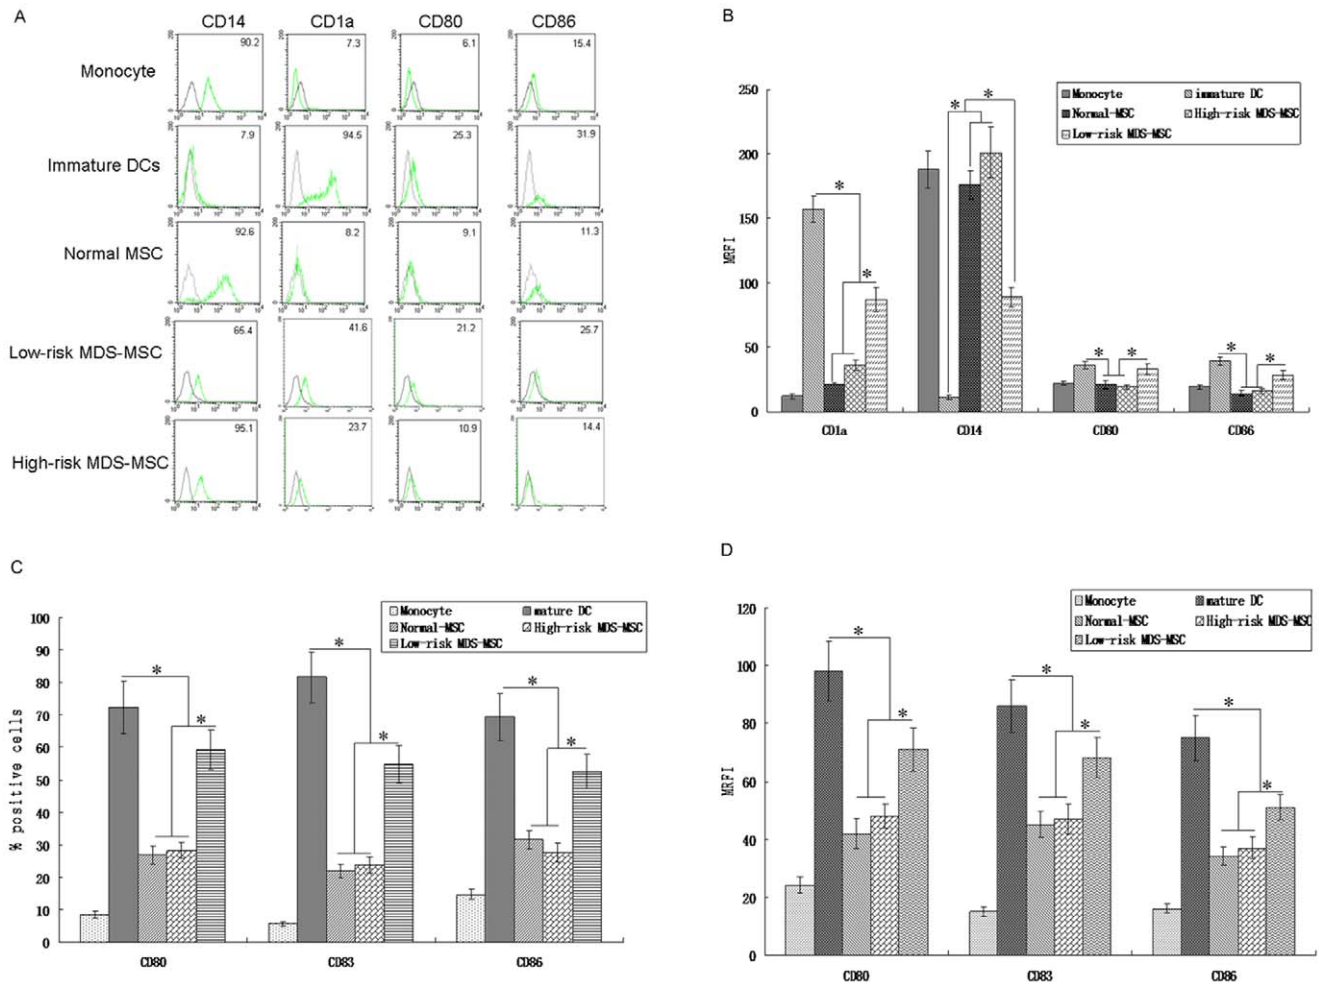 A
CD14 CD1a CD80 CD86
Monocyte 90.2 7.3 6.1 15.4
Immature DCs 7.9 94.5 25.3 31.9
Normal MSC 92.6 8.2 9.1 11.3
Low-risk MDS-MSC 65.4 41.6 21.2 25.7
High-risk MDS-MSC 95.1 23.7 10.9 14.4
B
Monocyte immature DC
Normal-MSC High-risk MDS-MSC
Low-risk MDS-MSC
MRFI
250
200
150
100
50
0
* * * * * * * *
CD1a CD14 CD80 CD86
C
Monocyte mature DC
Normal-MSC High-risk MDS-MSC
Low-risk MDS-MSC
% positive cells
100
90
80
70
60
50
40
30
20
10
0
* * * * * *
CD80 CD83 CD86
D
Monocyte mature DC
Normal-MSC High-risk MDS-MSC
Low-risk MDS-MSC
MRFI
120
100
80
60
40
20
0
* * * * * *
CD80 CD83 CD86